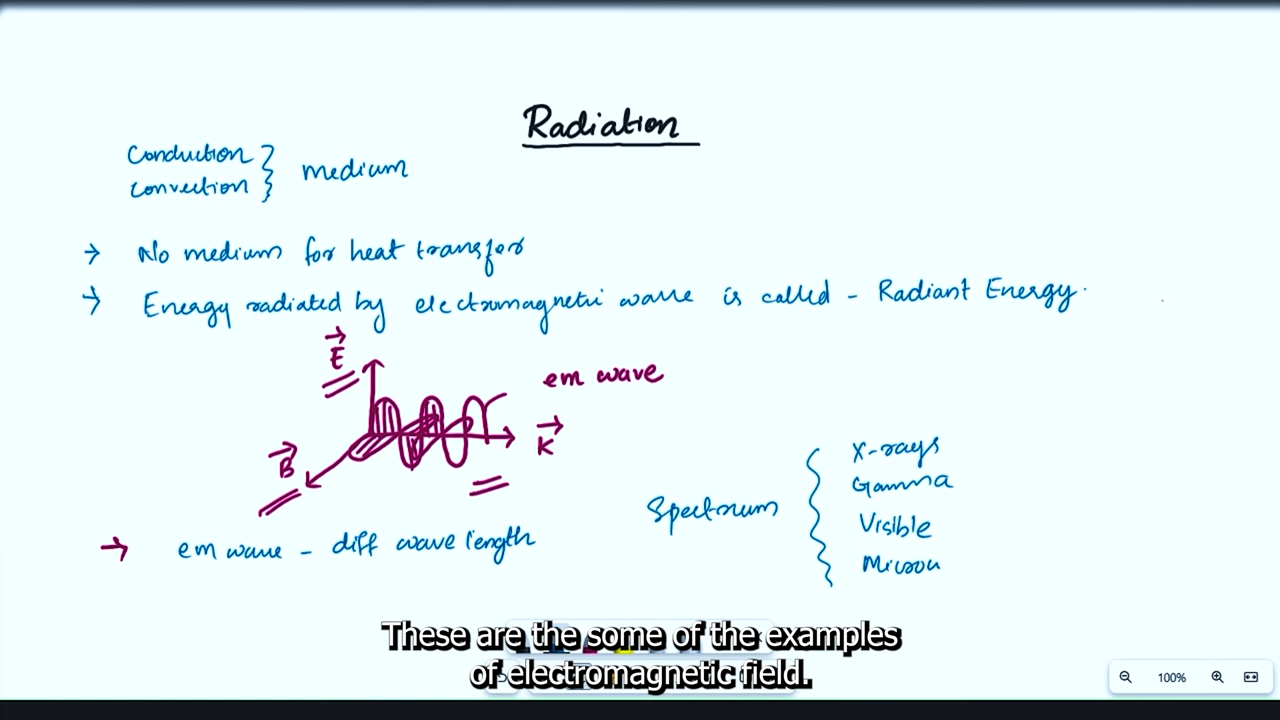 Radiation
Conduction
Convection
medium
→ No medium for heat transfer
→ Energy radiated by electromagnetic wave is called - Radiant Energy.
E
em wave
K
B
X-rays
Gamma
Spectrum
Visible
→ em wave - diff wave length
These are the some of the examples
of electromagnetic field.
100%